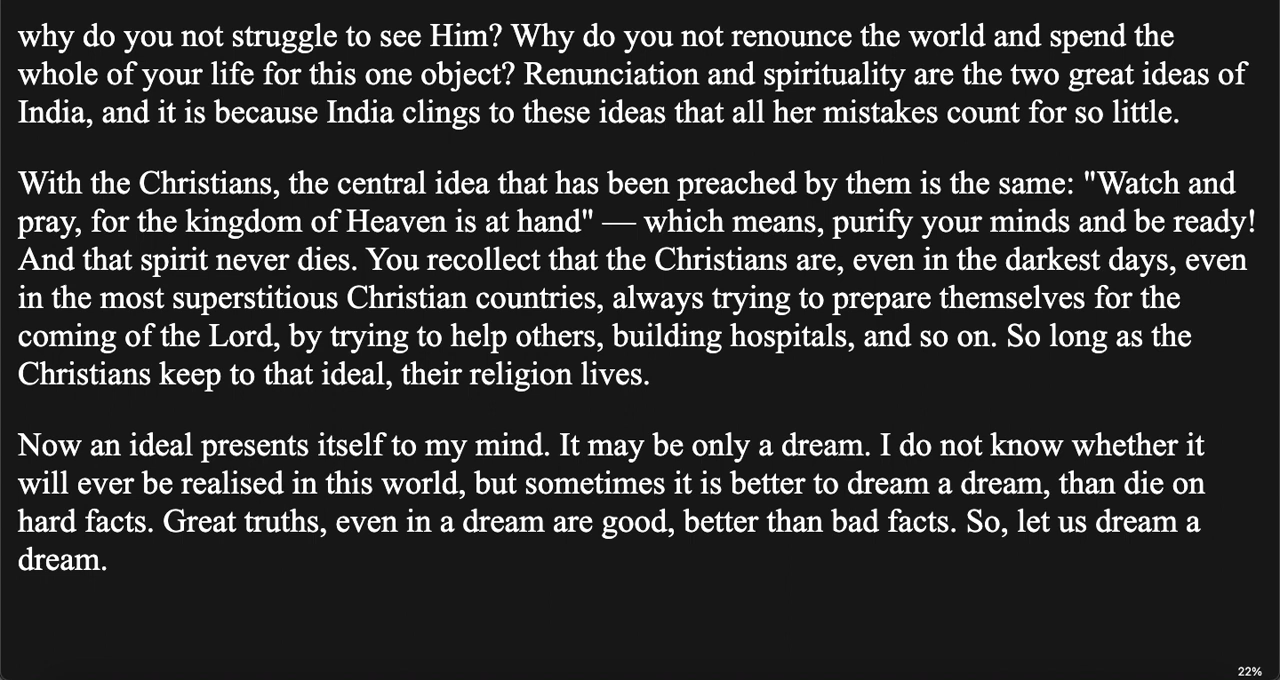 why do you not struggle to see Him? Why do you not renounce the world and spend the
whole of your life for this one object? Renunciation and spirituality are the two great ideas of
India, and it is because India clings to these ideas that all her mistakes count for so little.
With the Christians, the central idea that has been preached by them is the same: "Watch and
pray, for the kingdom of Heaven is at hand" — which means, purify your minds and be ready!
And that spirit never dies. You recollect that the Christians are, even in the darkest days, even
in the most superstitious Christian countries, always trying to prepare themselves for the
coming of the Lord, by trying to help others, building hospitals, and so on. So long as the
Christians keep to that ideal, their religion lives.
Now an ideal presents itself to my mind. It may be only a dream. I do not know whether it
will ever be realised in this world, but sometimes it is better to dream a dream, than die on
hard facts. Great truths, even in a dream are good, better than bad facts. So, let us dream a
dream.
22%